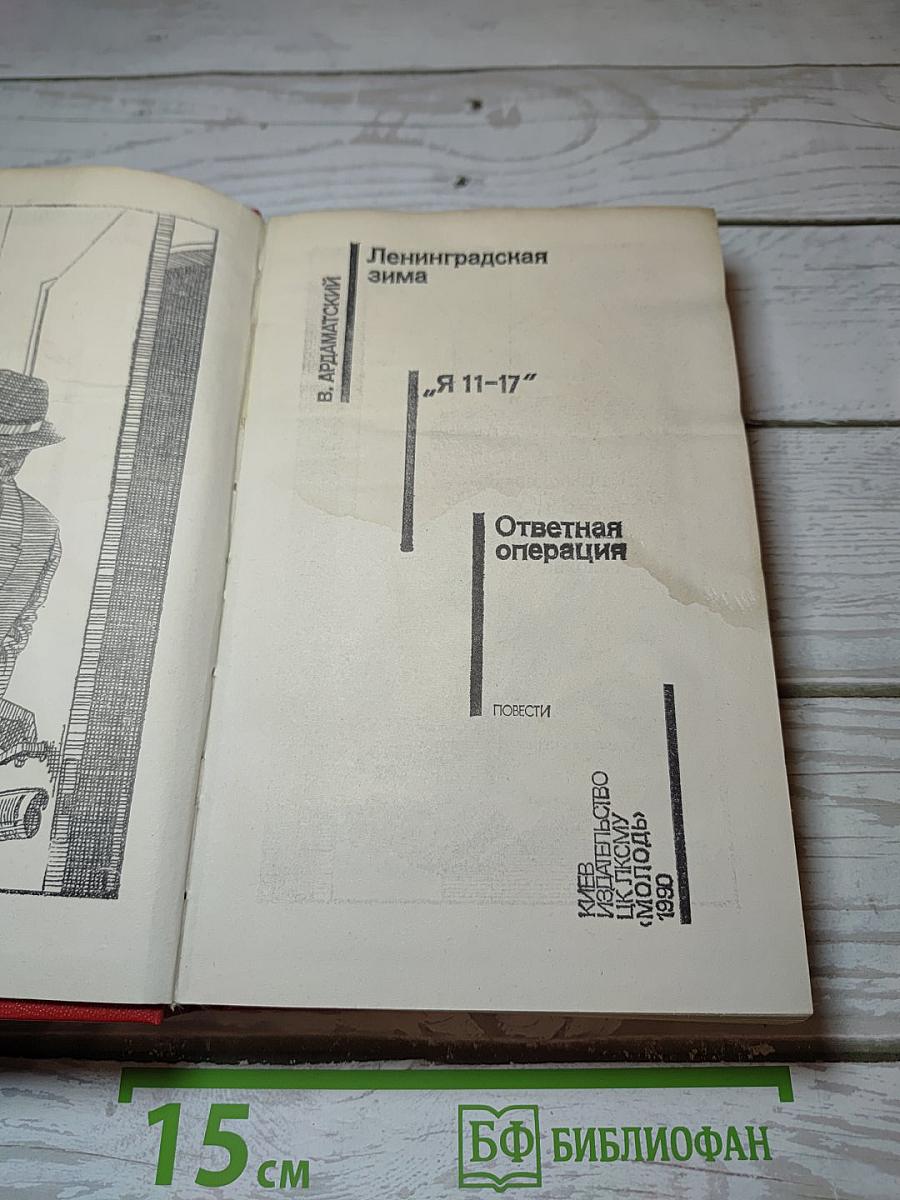 В. АРДАМАТСКИЙ
Ленинградская
зима
„Я 11–17”
Ответная
операция
ПОВЕСТИ
КИЕВ
ИЗДАТЕЛЬСТВО
ЦК ЛКСМУ
‹МОЛОДЬ›
1990
15 см
БФ БИБЛИОФАН